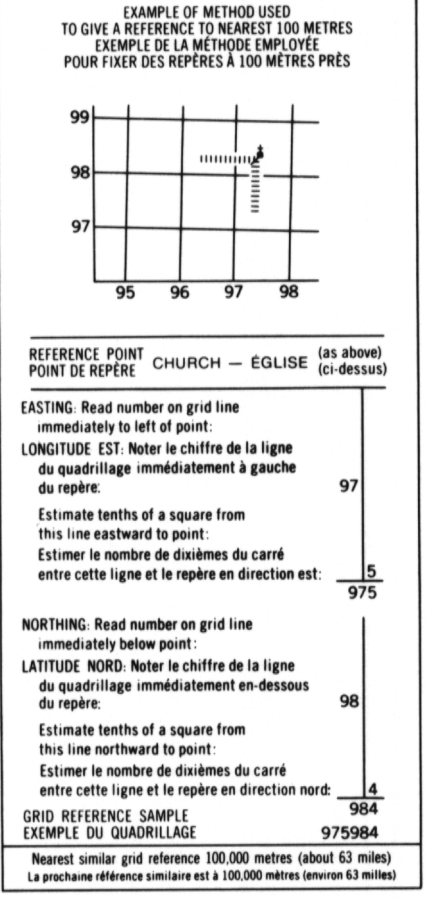 EXAMPLE OF METHOD USED
TO GIVE A REFERENCE TO NEAREST 100 METRES
EXEMPLE DE LA MÉTHODE EMPLOYÉE
POUR FIXER DES REPÈRES À 100 MÈTRES PRÈS
99
98
97
95 96 97 98
REFERENCE POINT
POINT DE REPÈRE
CHURCH — ÉGLISE
(as above)
(ci-dessus)
EASTING: Read number on grid line
immediately to left of point:
LONGITUDE EST: Noter le chiffre de la ligne
du quadrillage immédiatement à gauche
du repère: 97
Estimate tenths of a square from
this line eastward to point:
Estimer le nombre de dixièmes du carré
entre cette ligne et le repère en direction est: 5
975
NORTHING: Read number on grid line
immediately below point:
LATITUDE NORD: Noter le chiffre de la ligne
du quadrillage immédiatement en-dessous
du repère: 98
Estimate tenths of a square from
this line northward to point:
Estimer le nombre de dixièmes du carré
entre cette ligne et le repère en direction nord: 4
984
GRID REFERENCE SAMPLE
EXEMPLE DU QUADRILLAGE 975984
Nearest similar grid reference 100,000 metres (about 63 miles)
La prochaine référence similaire est à 100,000 mètres (environ 63 milles)